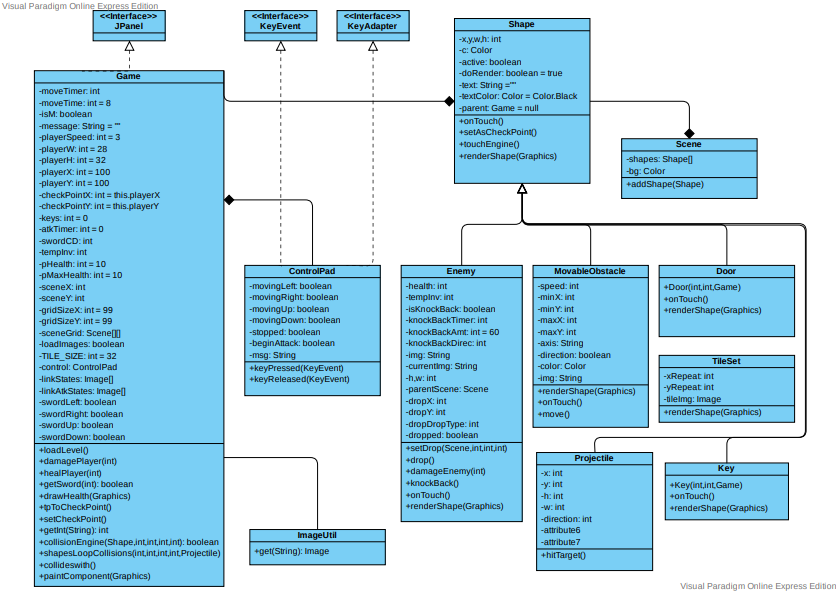 Visual Paradigm Online Express Edition
<<Interface>>
JPanel
<<Interface>>
KeyEvent
<<Interface>>
KeyAdapter
Shape
-x,y,w,h: int
-c: Color
-active: boolean
-doRender: boolean = true
-text: String =""
-textColor: Color = Color.Black
-parent: Game = null
+onTouch()
+setAsCheckPoint()
+touchEngine()
+renderShape(Graphics)
Game
-moveTimer: int
-moveTime: int = 8
-isM: boolean
-message: String = ""
-playerSpeed: int = 3
-playerW: int = 28
-playerH: int = 32
-playerX: int = 100
-playerY: int = 100
-checkPointX: int = this.playerX
-checkPointY: int = this.playerY
-keys: int = 0
-atkTimer: int = 0
-swordCD: int
-tempInv: int
-pHealth: int = 10
-pMaxHealth: int = 10
-sceneX: int
-sceneY: int
-gridSizeX: int = 99
-gridSizeY: int = 99
-sceneGrid: Scene[][]
-loadImages: boolean
-TILE_SIZE: int = 32
-control: ControlPad
-linkStates: Image[]
-linkAtkStates: Image[]
-swordLeft: boolean
-swordRight: boolean
-swordUp: boolean
-swordDown: boolean
+loadLevel()
+damagePlayer(int)
+healPlayer(int)
+getSword(int): boolean
+drawHealth(Graphics)
+tpToCheckPoint()
+setCheckPoint()
+getInt(String): int
+collisionEngine(Shape,int,int,int,int): boolean
+shapesLoopCollisions(int,int,int,int,Projectile)
+collideswith()
+paintComponent(Graphics)
Scene
-shapes: Shape[]
-bg: Color
+addShape(Shape)
ControlPad
-movingLeft: boolean
-movingRight: boolean
-movingUp: boolean
-movingDown: boolean
-stopped: boolean
-beginAttack: boolean
-msg: String
+keyPressed(KeyEvent)
+keyReleased(KeyEvent)
Enemy
-health: int
-tempInv: int
-isKnockBack: boolean
-knockBackTimer: int
-knockBackAmt: int = 60
-knockBackDirec: int
-img: String
-currentImg: String
-h,w: int
-parentScene: Scene
-dropX: int
-dropY: int
-dropDropType: int
-dropped: boolean
+setDrop(Scene,int,int,int)
+drop()
+damageEnemy(int)
+knockBack()
+onTouch()
+renderShape(Graphics)
MovableObstacle
-speed: int
-minX: int
-minY: int
-maxX: int
-maxY: int
-axis: String
-direction: boolean
-color: Color
-img: String
+renderShape(Graphics)
+onTouch()
+move()
Door
+Door(int,int,Game)
+onTouch()
+renderShape(Graphics)
TileSet
-xRepeat: int
-yRepeat: int
-tileImg: Image
+renderShape(Graphics)
Projectile
-x: int
-y: int
-h: int
-w: int
-direction: int
-attribute6
-attribute7
+hitTarget()
Key
+Key(int,int,Game)
+onTouch()
+renderShape(Graphics)
ImageUtil
+get(String): Image
Visual Paradigm Online Express Edition